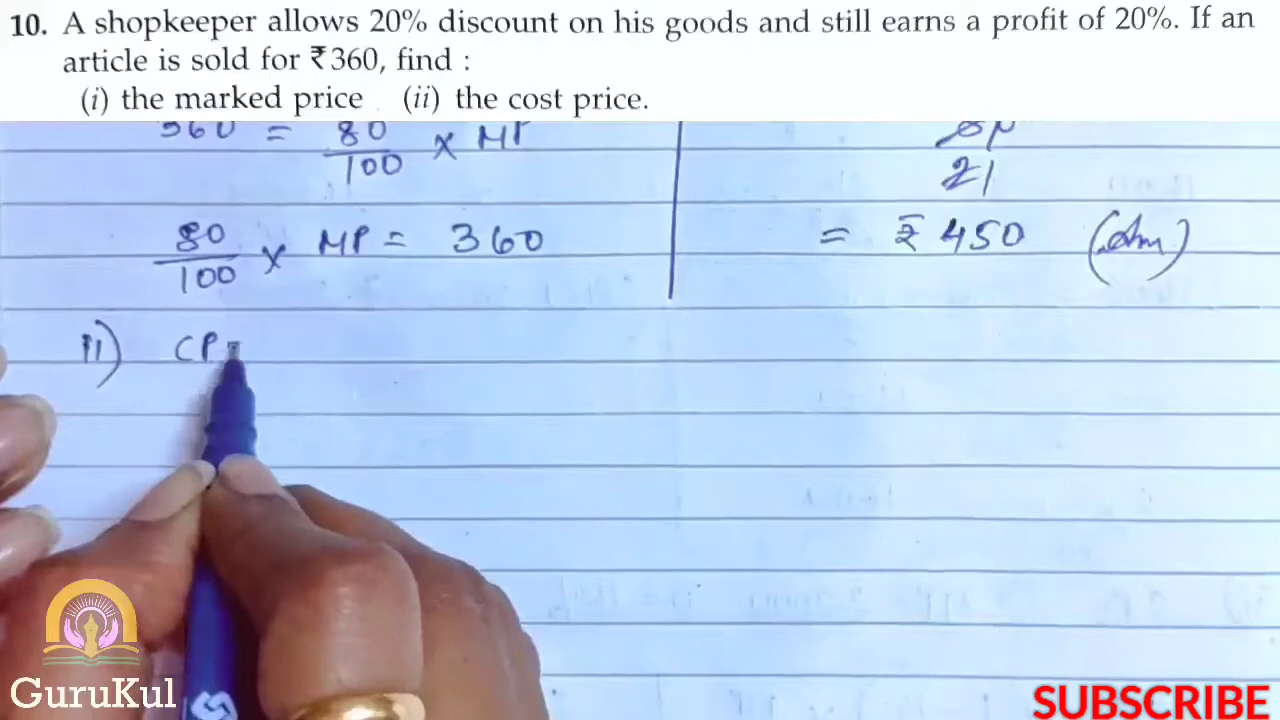 10. A shopkeeper allows 20% discount on his goods and still earns a profit of 20%. If an
article is sold for ₹360, find :
(i) the marked price (ii) the cost price.
360 = 80/100 × MP
80/100 × MP = 360
= ₹ 450 (Ans)
ii) CP
GuruKul
SUBSCRIBE